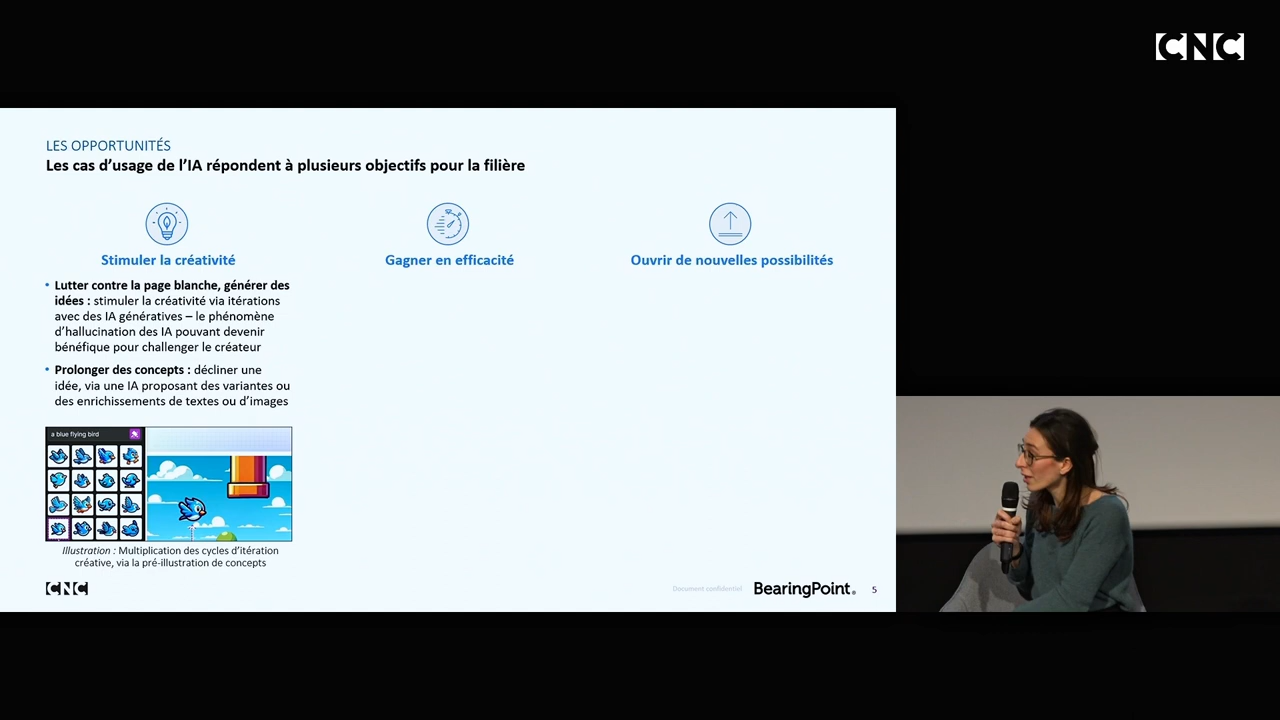 CNC
LES OPPORTUNITÉS
Les cas d’usage de l’IA répondent à plusieurs objectifs pour la filière
Stimuler la créativité
Gagner en efficacité
Ouvrir de nouvelles possibilités
• Lutter contre la page blanche, générer des
idées : stimuler la créativité via itérations
avec des IA génératives – le phénomène
d’hallucination des IA pouvant devenir
bénéfique pour challenger le créateur
• Prolonger des concepts : décliner une
idée, via une IA proposant des variantes ou
des enrichissements de textes ou d’images
a blue flying bird
Illustration : Multiplication des cycles d’itération
créative, via la pré-illustration de concepts
CNC
Document confidentiel
BearingPoint®
5